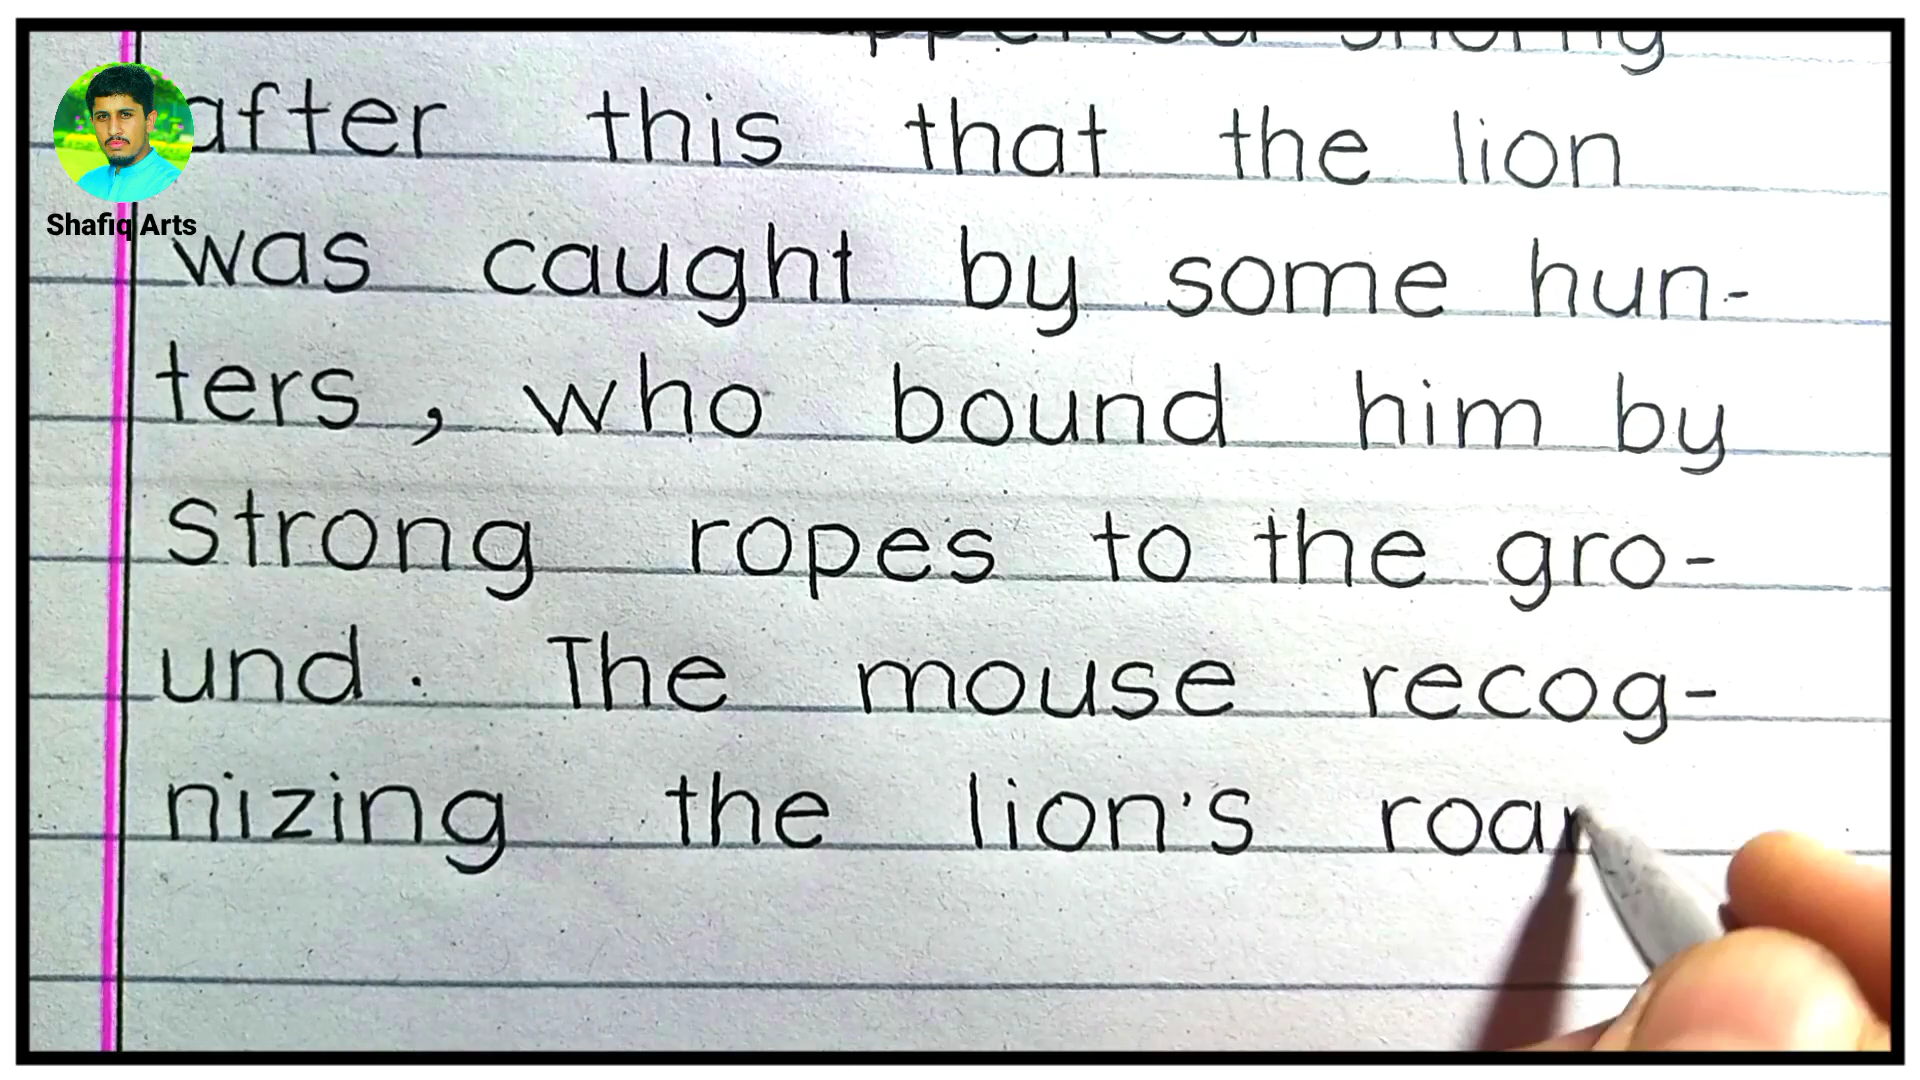 after this that the lion
Shafiq Arts
was caught by some hun-
ters, who bound him by
strong ropes to the gro-
und. The mouse recog-
nizing the lion's roar